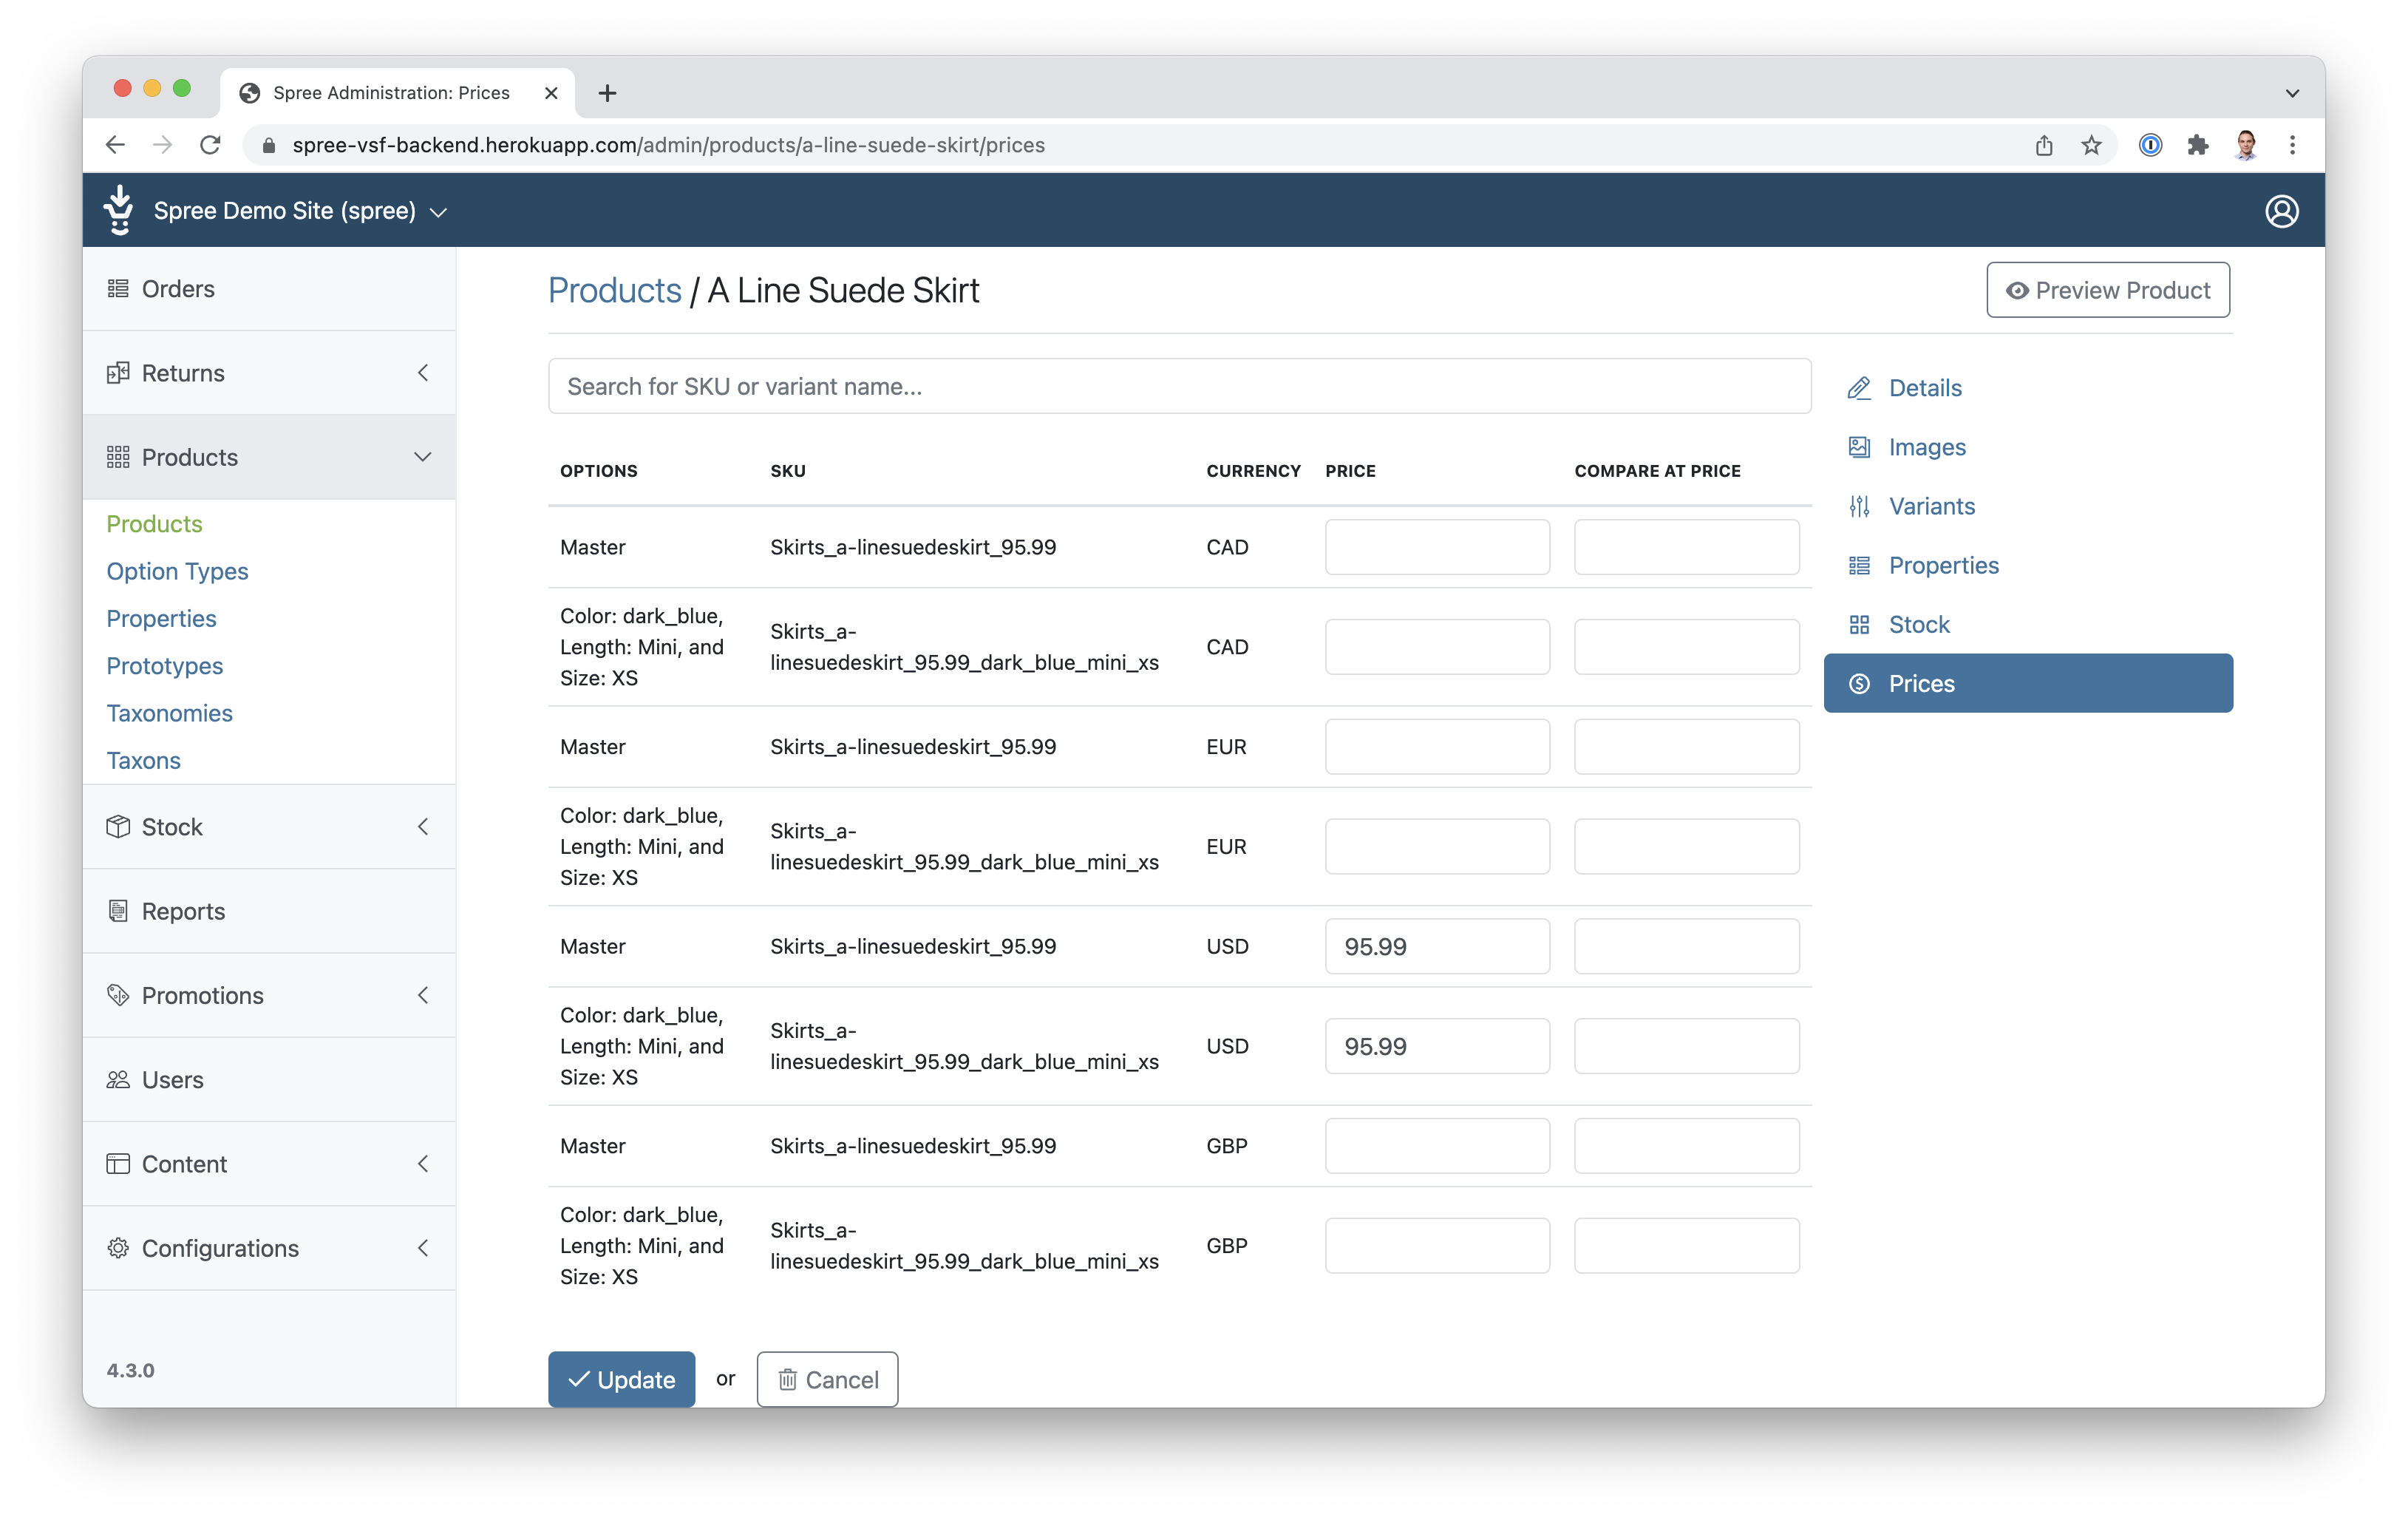 Spree Administration: Prices
spree-vsf-backend.herokuapp.com/admin/products/a-line-suede-skirt/prices
Spree Demo Site (spree)
Orders
Returns
Products
Products
Option Types
Properties
Prototypes
Taxonomies
Taxons
Stock
Reports
Promotions
Users
Content
Configurations
4.3.0
Products / A Line Suede Skirt
Preview Product
Search for SKU or variant name...
OPTIONS SKU CURRENCY PRICE COMPARE AT PRICE
Master Skirts_a-linesuedeskirt_95.99 CAD
Color: dark_blue,
Length: Mini, and
Size: XS
Skirts_a-
linesuedeskirt_95.99_dark_blue_mini_xs
CAD
Master Skirts_a-linesuedeskirt_95.99 EUR
Color: dark_blue,
Length: Mini, and
Size: XS
Skirts_a-
linesuedeskirt_95.99_dark_blue_mini_xs
EUR
Master Skirts_a-linesuedeskirt_95.99 USD 95.99
Color: dark_blue,
Length: Mini, and
Size: XS
Skirts_a-
linesuedeskirt_95.99_dark_blue_mini_xs
USD 95.99
Master Skirts_a-linesuedeskirt_95.99 GBP
Color: dark_blue,
Length: Mini, and
Size: XS
Skirts_a-
linesuedeskirt_95.99_dark_blue_mini_xs
GBP
Update or Cancel
Details
Images
Variants
Properties
Stock
Prices